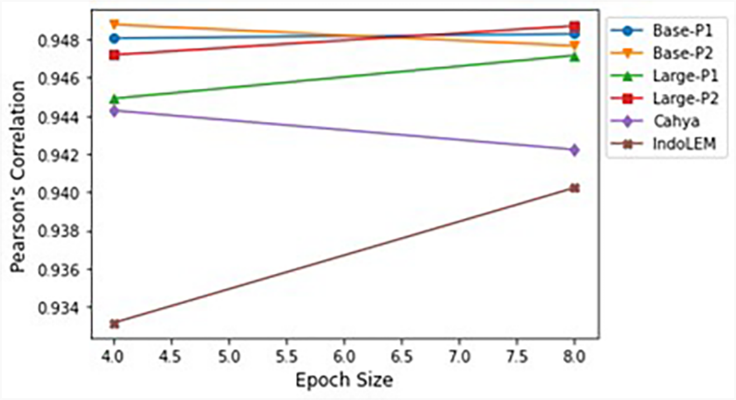 0.948
0.946
0.944
0.942
0.940
0.938
0.936
0.934
Pearson's Correlation
4.0 4.5 5.0 5.5 6.0 6.5 7.0 7.5 8.0
Epoch Size
Base-P1
Base-P2
Large-P1
Large-P2
Cahya
IndoLEM